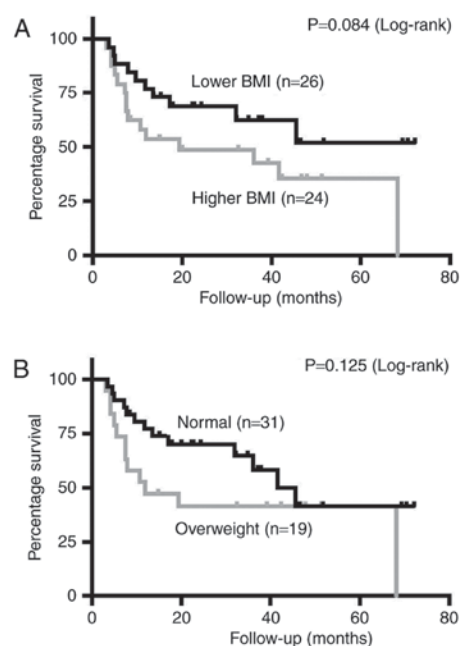 A
P=0.084 (Log-rank)
100
75
50
25
0
Percentage survival
Lower BMI (n=26)
Higher BMI (n=24)
0 20 40 60 80
Follow-up (months)
B
P=0.125 (Log-rank)
100
75
50
25
0
Percentage survival
Normal (n=31)
Overweight (n=19)
0 20 40 60 80
Follow-up (months)